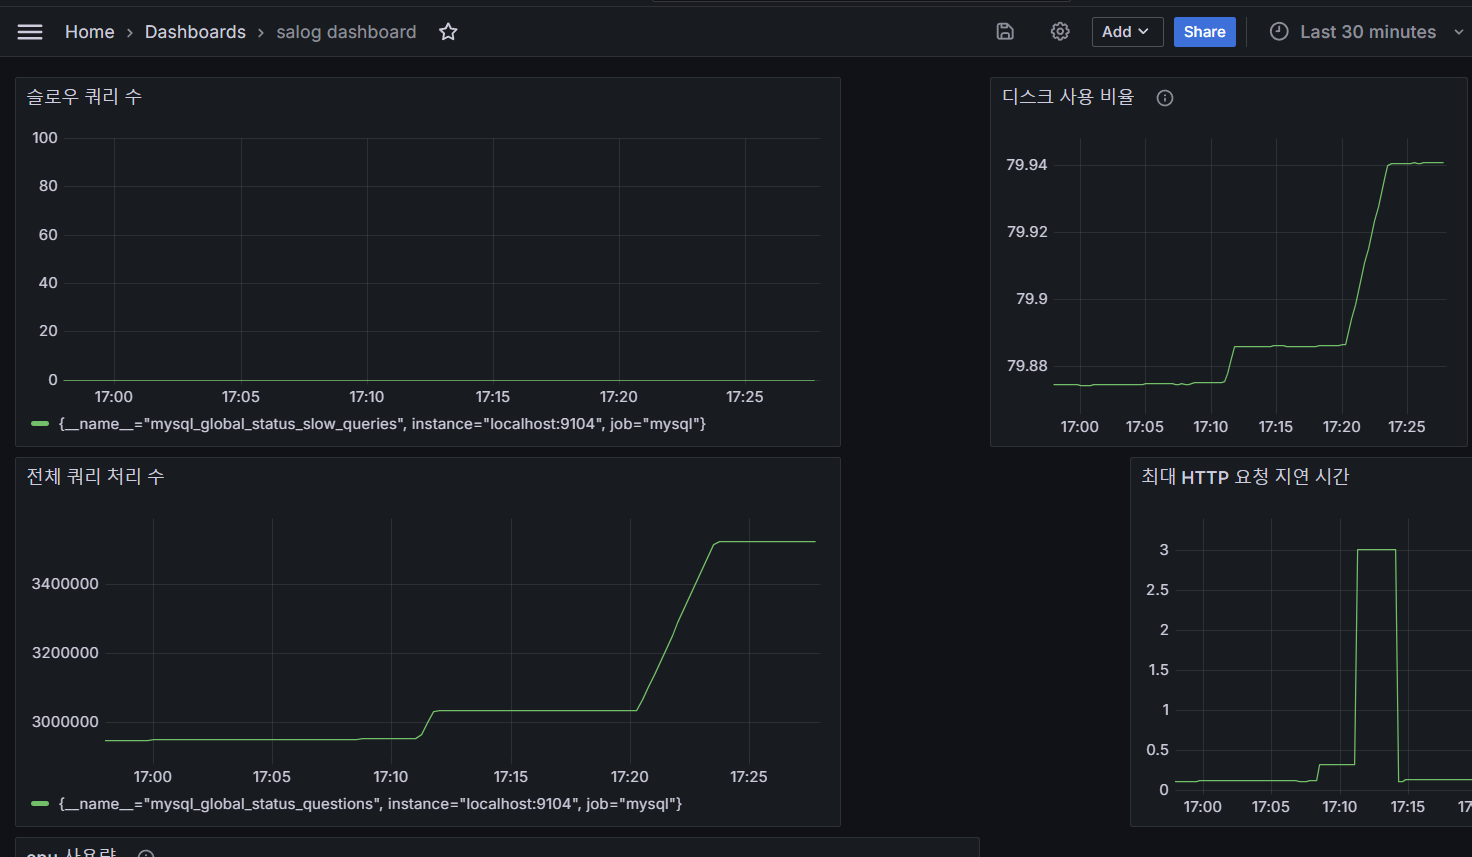 Home › Dashboards › salog dashboard
Add
Share
Last 30 minutes
슬로우 쿼리 수
100
80
60
40
20
0
17:00 17:05 17:10 17:15 17:20 17:25
{__name__="mysql_global_status_slow_queries", instance="localhost:9104", job="mysql"}
디스크 사용 비율
79.94
79.92
79.9
79.88
17:00 17:05 17:10 17:15 17:20 17:25
전체 쿼리 처리 수
3400000
3200000
3000000
17:00 17:05 17:10 17:15 17:20 17:25
{__name__="mysql_global_status_questions", instance="localhost:9104", job="mysql"}
최대 HTTP 요청 지연 시간
3
2.5
2
1.5
1
0.5
0
17:00 17:05 17:10 17:15
cpu 사용량